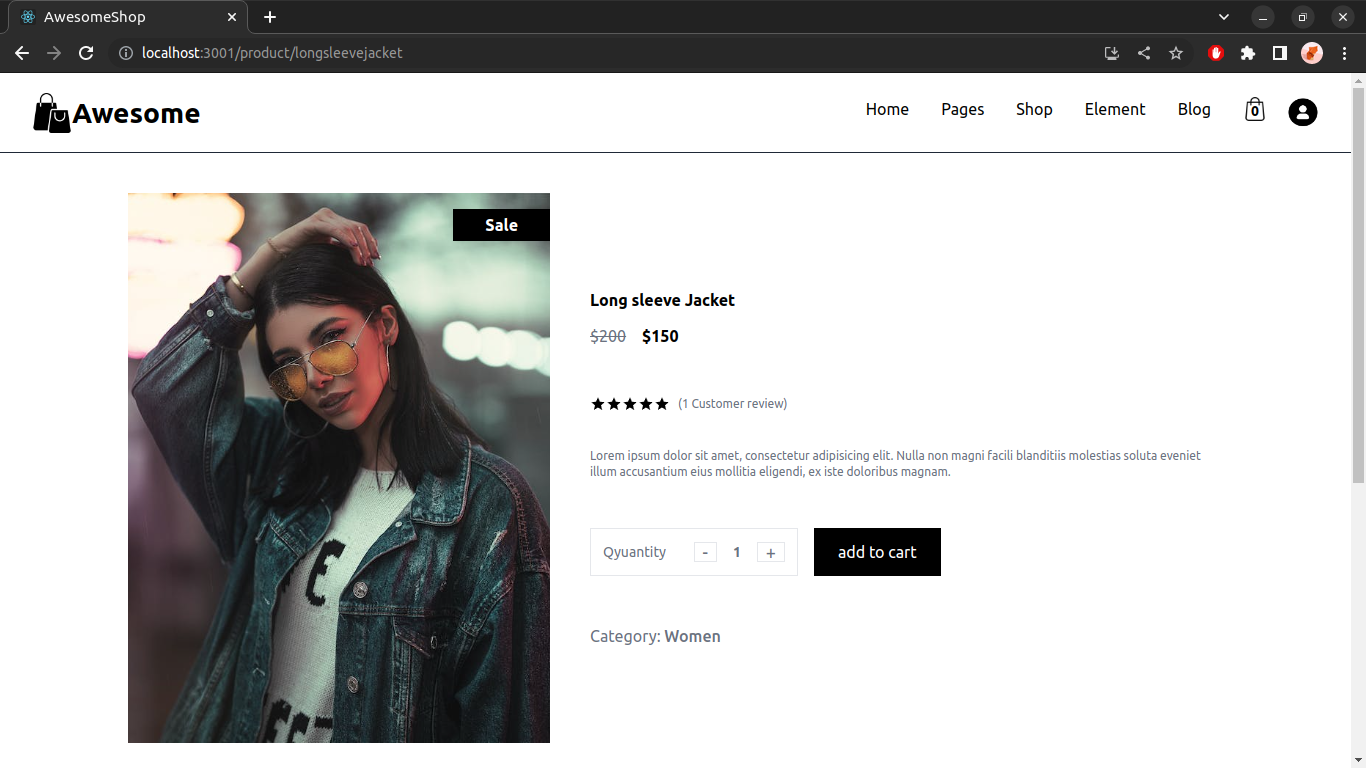 AwesomeShop
localhost:3001/product/longsleevejacket
Awesome
Home Pages Shop Element Blog 0
Sale
Long sleeve Jacket
$200 $150
(1 Customer review)
Lorem ipsum dolor sit amet, consectetur adipisicing elit. Nulla non magni facili blanditiis molestias soluta eveniet
illum accusantium eius mollitia eligendi, ex iste doloribus magnam.
Qyuantity - 1 + add to cart
Category: Women